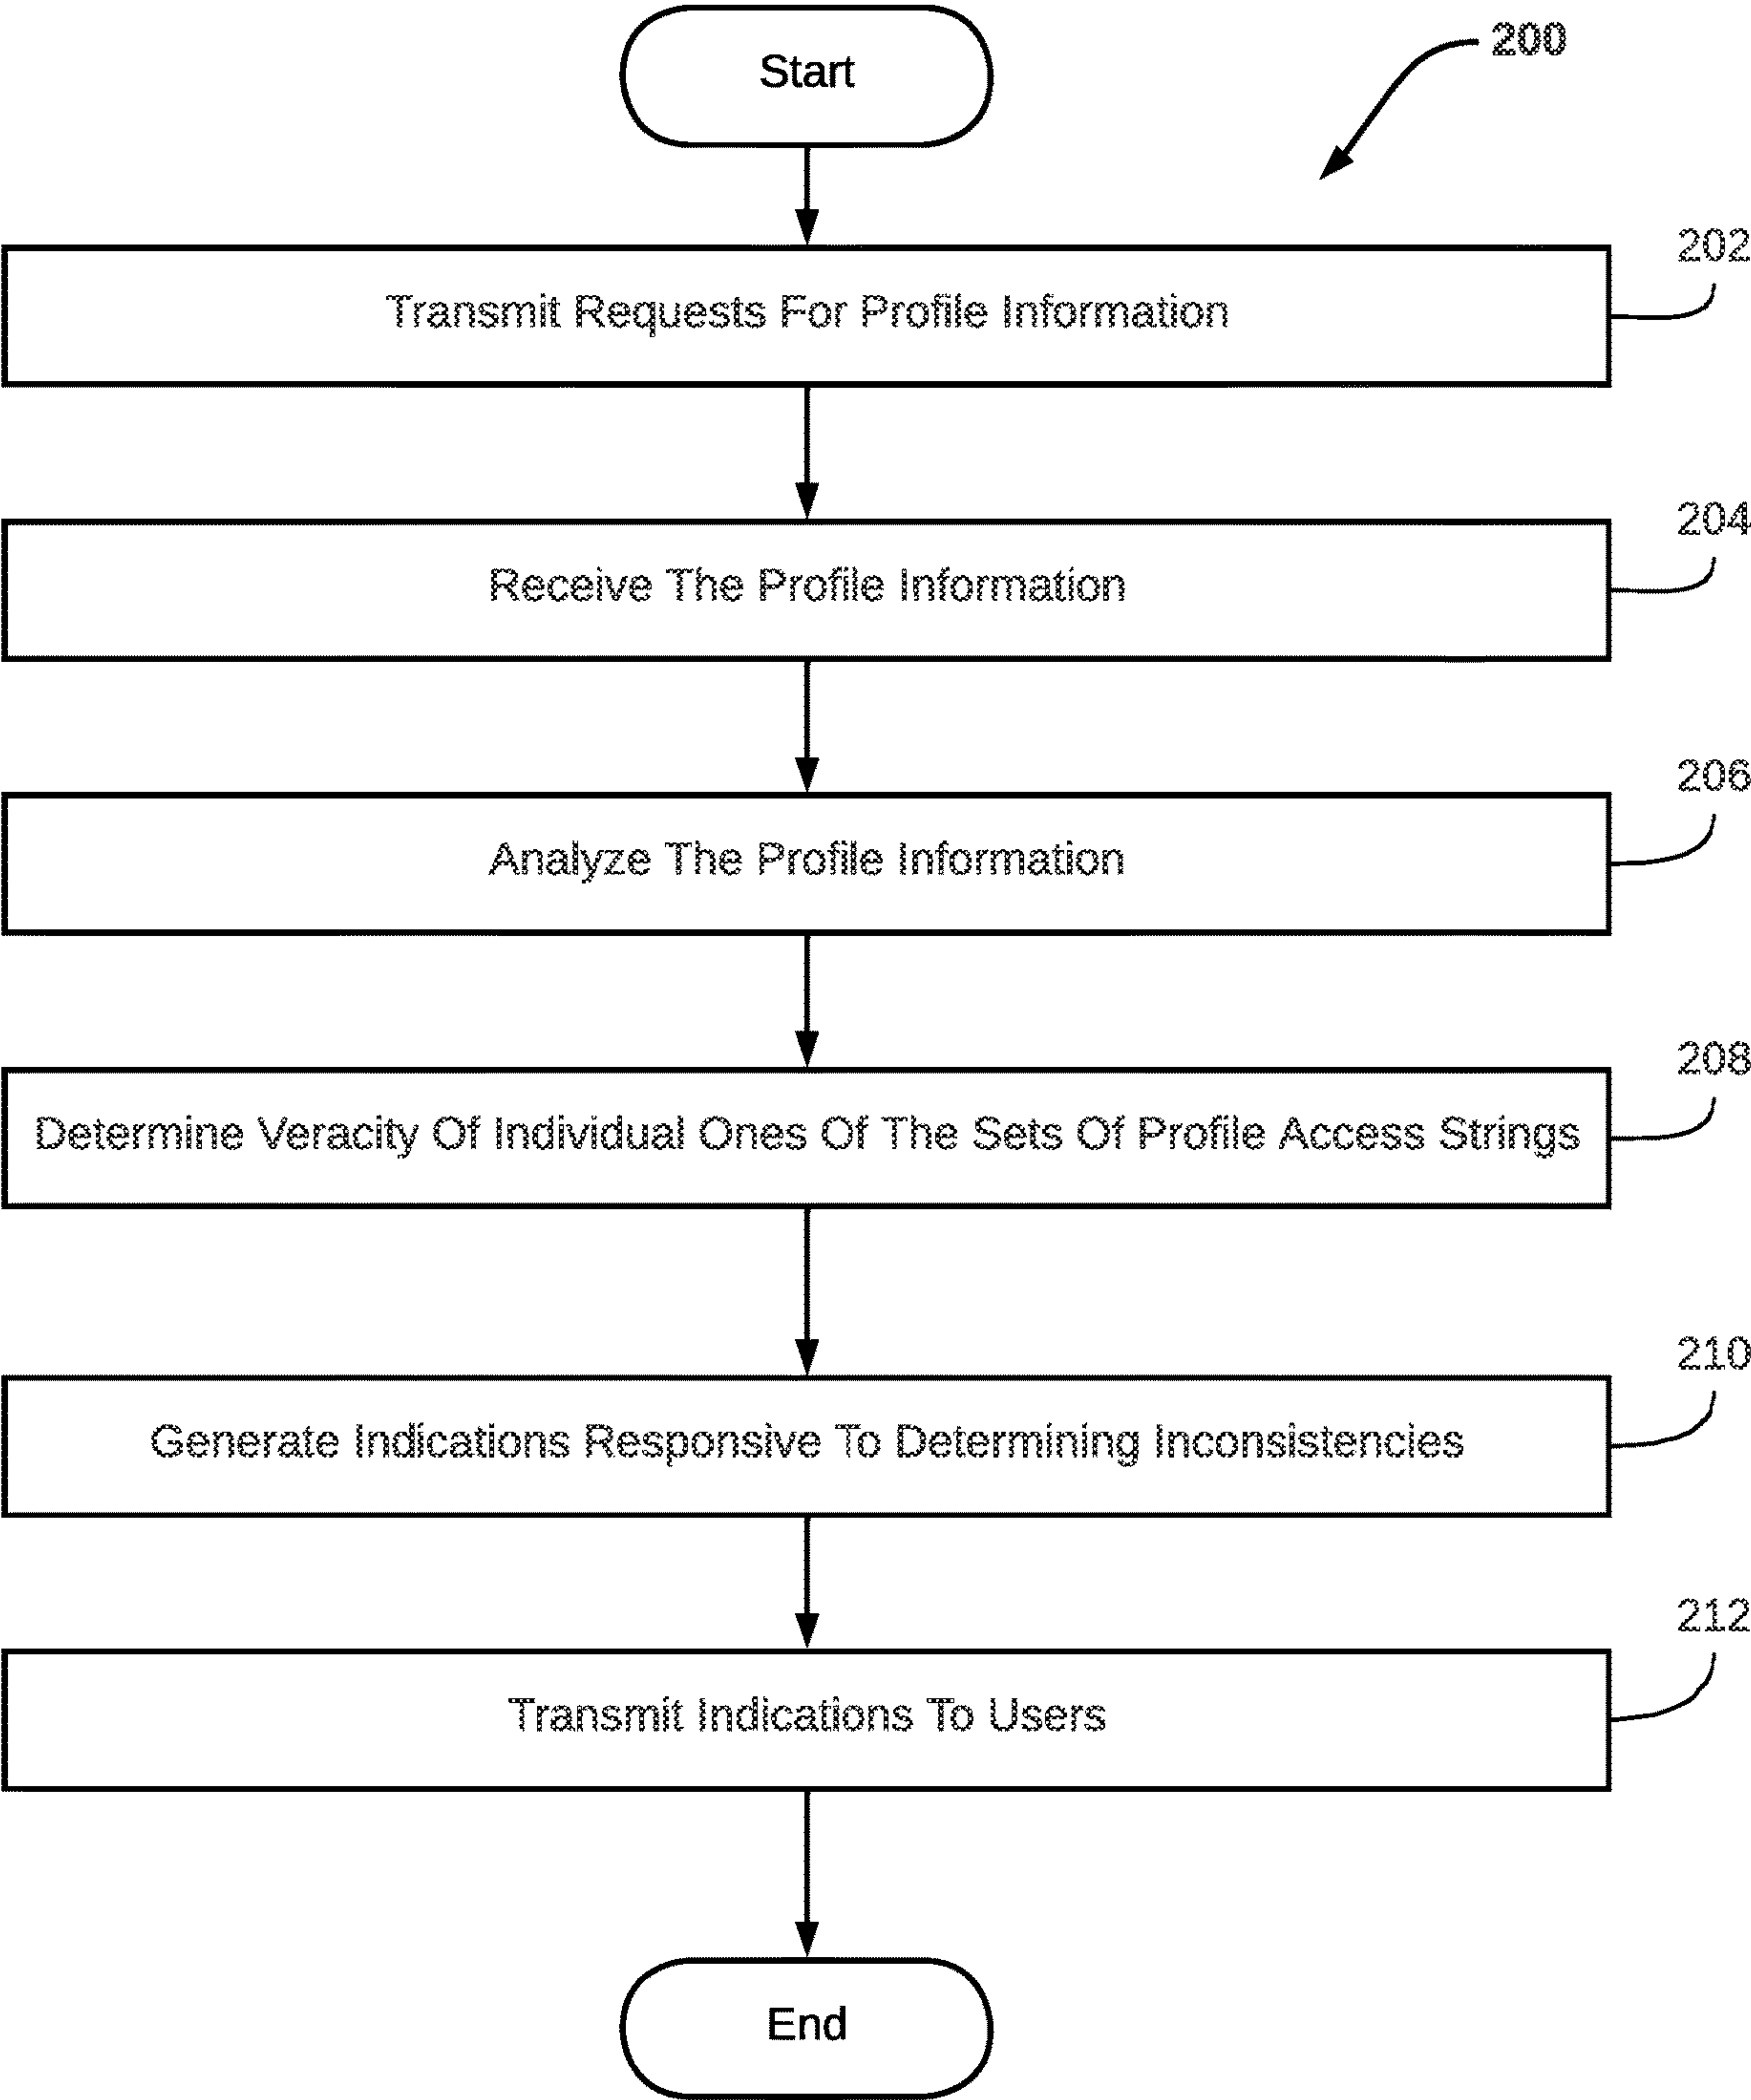 Start
200
202
Transmit Requests For Profile Information
204
Receive The Profile Information
206
Analyze The Profile Information
208
Determine Veracity Of Individual Ones Of The Sets Of Profile Access Strings
210
Generate Indications Responsive To Determining Inconsistencies
212
Transmit Indications To Users
End